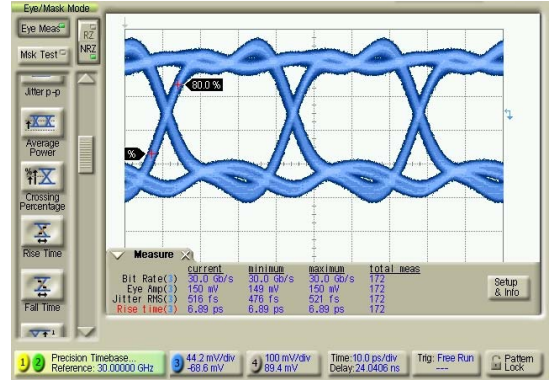 Eye/Mask Mode
Eye Meas
RZ
NRZ
Msk Test
Jitter p-p
Average
Power
Crossing
Percentage
Rise Time
Fall Time
80.0 %
%
Measure
current minimum maximum total meas
Bit Rate(3) 30.0 Gb/s 30.0 Gb/s 30.0 Gb/s 172
Eye Amp(3) 150 mV 149 mV 150 mV 172
Jitter RMS(3) 516 fs 476 fs 521 fs 172
Rise time(3) 6.89 ps 6.89 ps 6.89 ps 172
Setup
& Info
1 2 Precision Timebase...
Reference: 30.00000 GHz
3 44.2 mV/div
-68.6 mV
4 100 mV/div
89.4 mV
Time:10.0 ps/div
Delay:24.0406 ns
Trig: Free Run
---
Pattern
Lock